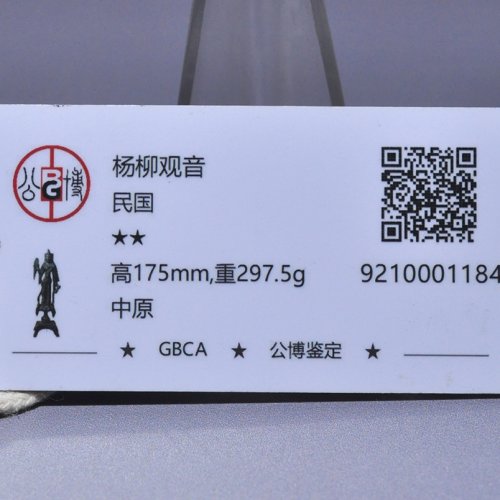 公博
BG
杨柳观音
民国
★★
高175mm,重297.5g
9210001184
中原
★ GBCA ★ 公博鉴定 ★